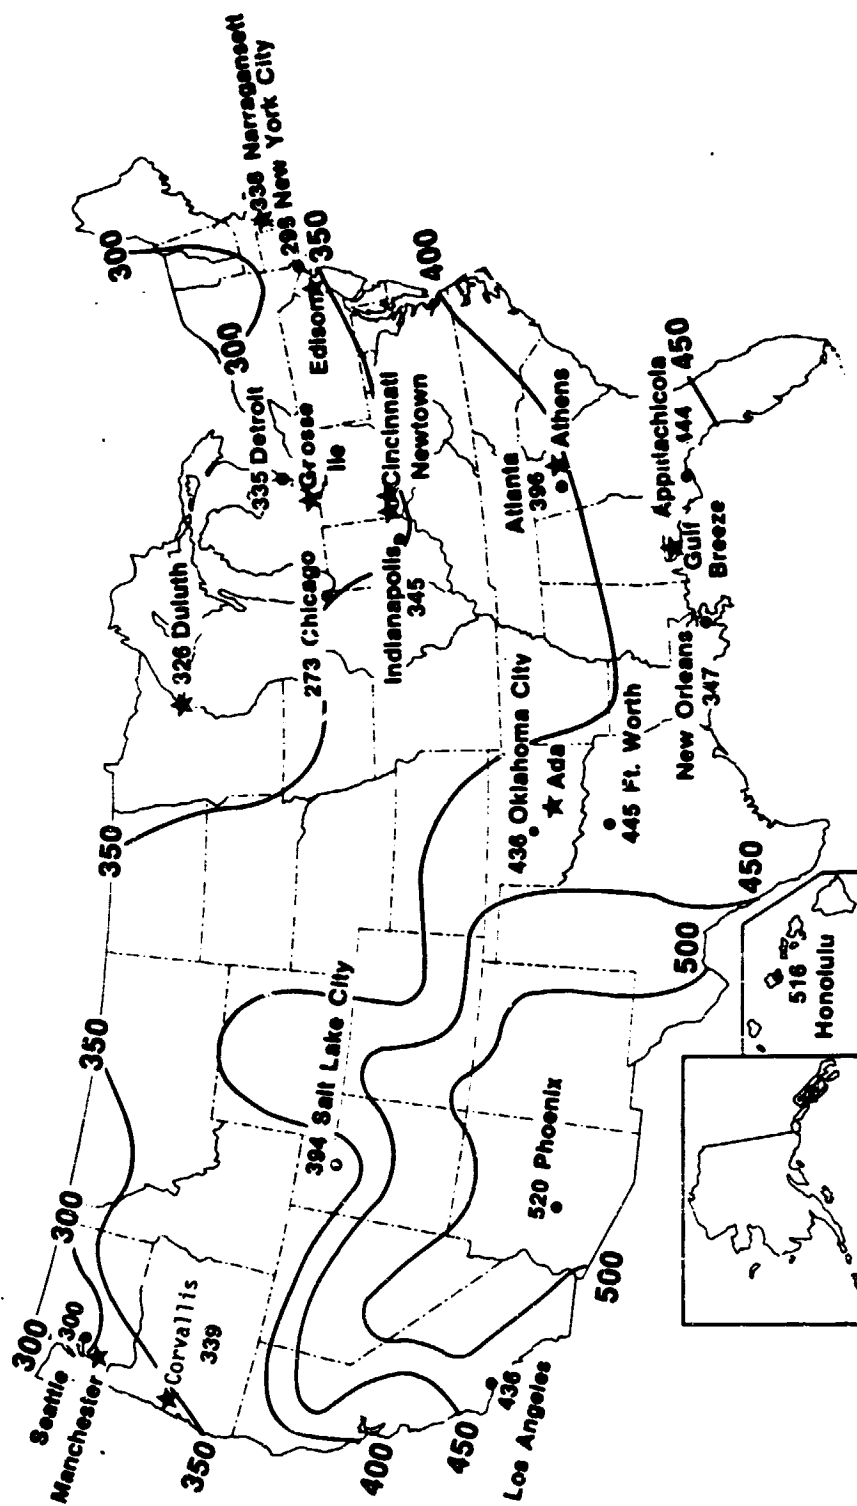 300
300
350
350
300
300
Seattle
300
Manchester
Corvallis
339
326 Duluth
335 Detroit
336 Narragansett
296 New York City
350
Edison
Grosse
Ile
273 Chicago
394 Salt Lake City
Cincinnati
Newtown
Indianapolis
345
400
350
400
450
436
Los Angeles
500
520 Phoenix
436 Oklahoma City
Ada
445 Ft. Worth
Atlanta
396
Athens
Appalachicola
444
450
Gulf
Breeze
New Orleans
347
450
500
516
Honolulu